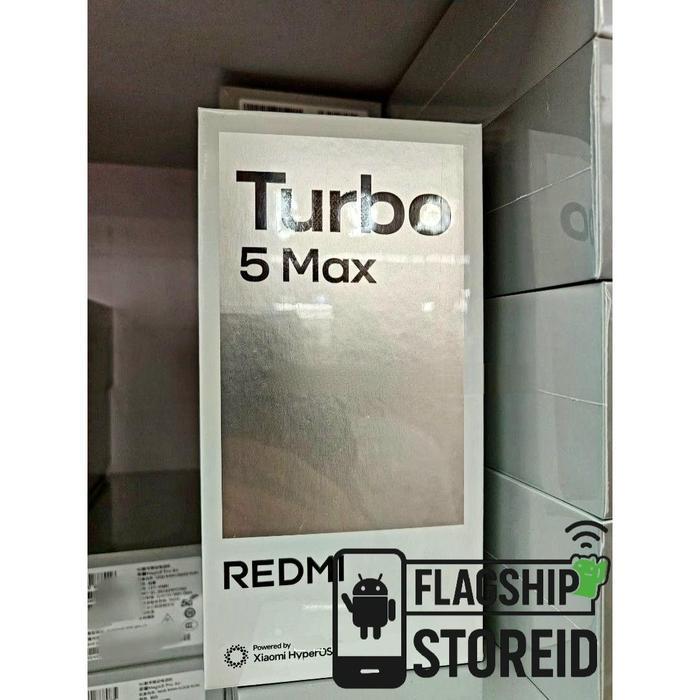 Turbo
5 Max
REDMI
Powered by
Xiaomi HyperOS
FLAGSHIP
STOREID